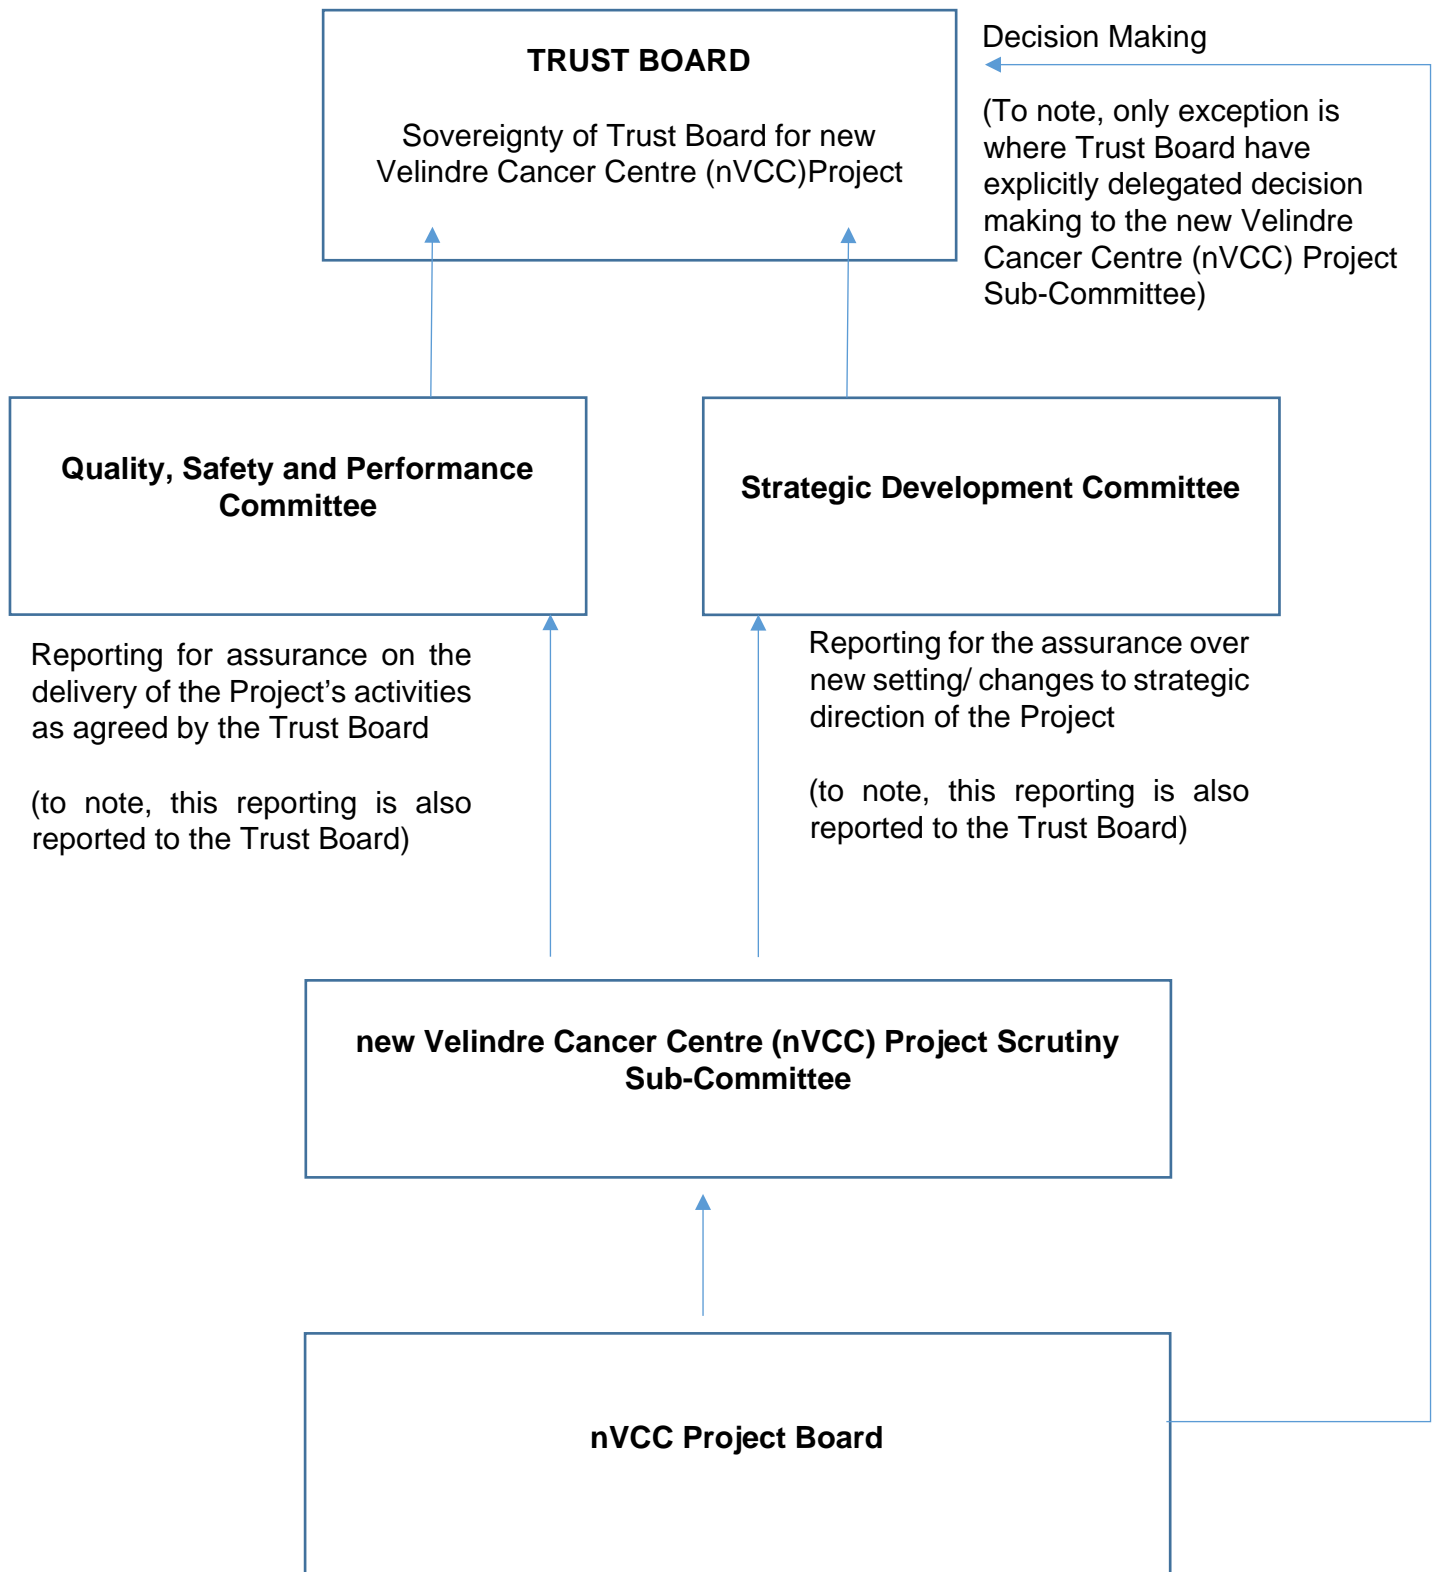 TRUST BOARD
Sovereignty of Trust Board for new
Velindre Cancer Centre (nVCC)Project
Decision Making
(To note, only exception is
where Trust Board have
explicitly delegated decision
making to the new Velindre
Cancer Centre (nVCC) Project
Sub-Committee)
Quality, Safety and Performance
Committee
Strategic Development Committee
Reporting for assurance on the
delivery of the Project’s activities
as agreed by the Trust Board
(to note, this reporting is also
reported to the Trust Board)
Reporting for the assurance over
new setting/ changes to strategic
direction of the Project
(to note, this reporting is also
reported to the Trust Board)
new Velindre Cancer Centre (nVCC) Project Scrutiny
Sub-Committee
nVCC Project Board